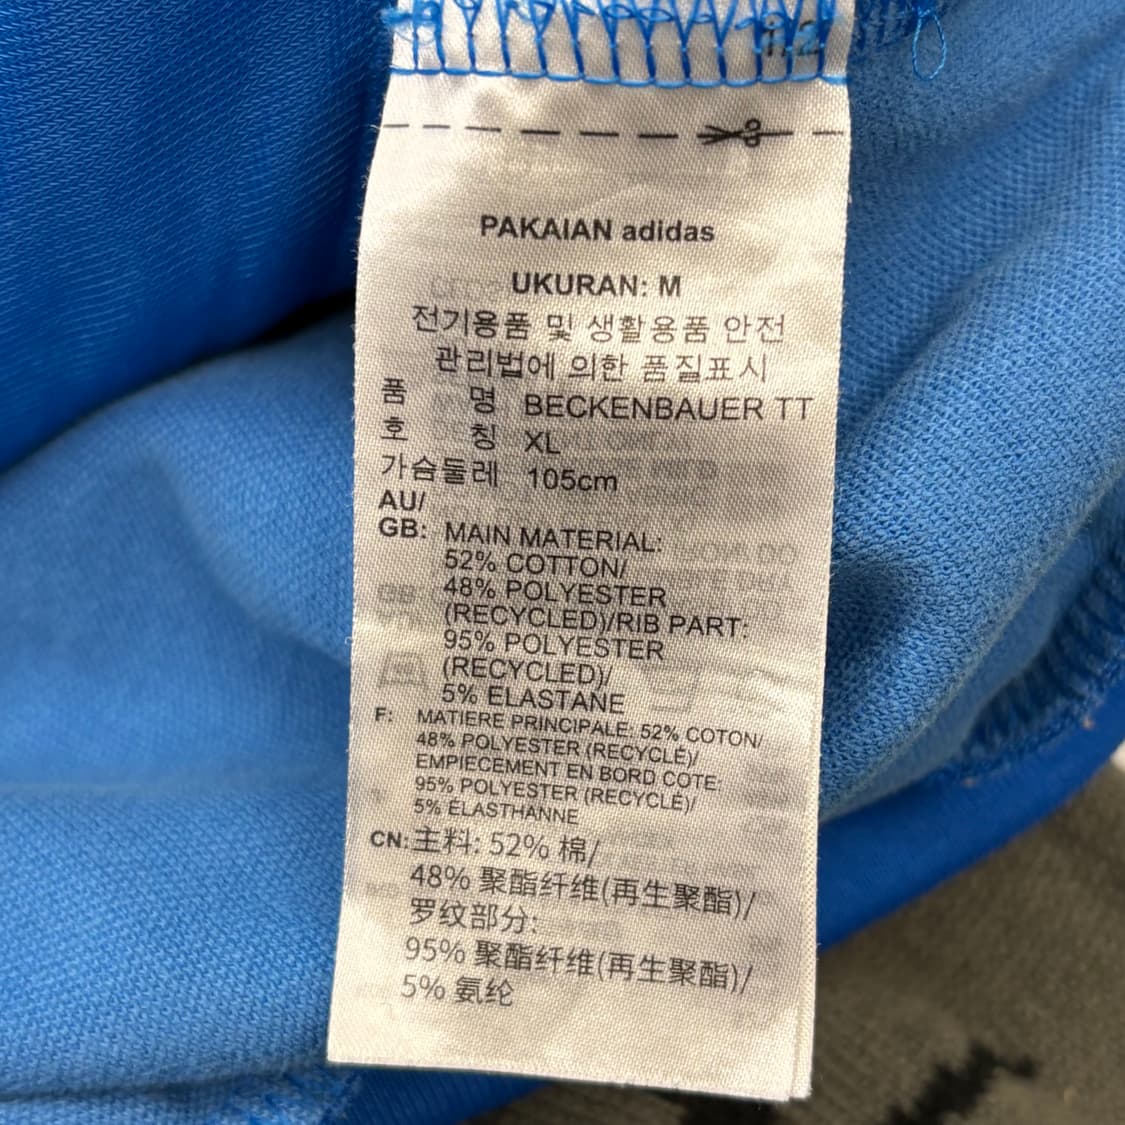 PAKAIAN adidas
UKURAN: M
전기용품 및 생활용품 안전
관리법에 의한 품질표시
품 명 BECKENBAUER TT
호 칭 XL
가슴둘레 105cm
AU/
GB: MAIN MATERIAL:
52% COTTON/
48% POLYESTER
(RECYCLED)/RIB PART:
95% POLYESTER
(RECYCLED)/
5% ELASTANE
F: MATIERE PRINCIPALE: 52% COTON/
48% POLYESTER (RECYCLÉ)/
EMPIECEMENT EN BORD COTE:
95% POLYESTER (RECYCLÉ)/
5% ÉLASTHANNE
CN: 主料: 52% 棉/
48% 聚酯纤维(再生聚酯)/
罗纹部分:
95% 聚酯纤维(再生聚酯)/
5% 氨纶